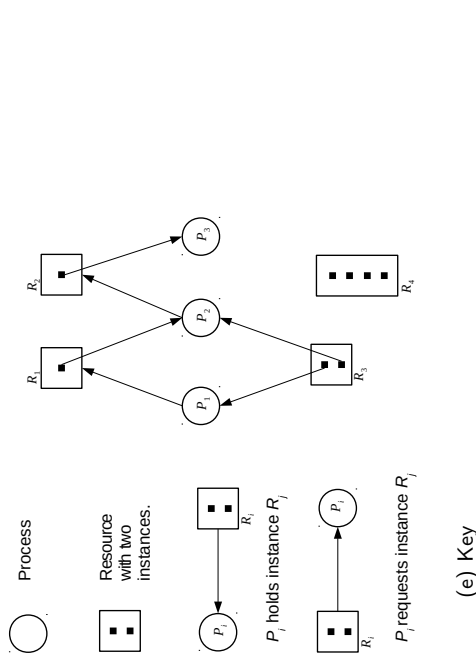 Process
Resource
with two
instances.
P_i
R_i
P_i holds instance R_j
R_i
P_i
P_i requests instance R_j
(e) Key
R_1
R_2
P_1
P_2
P_3
R_3
R_4